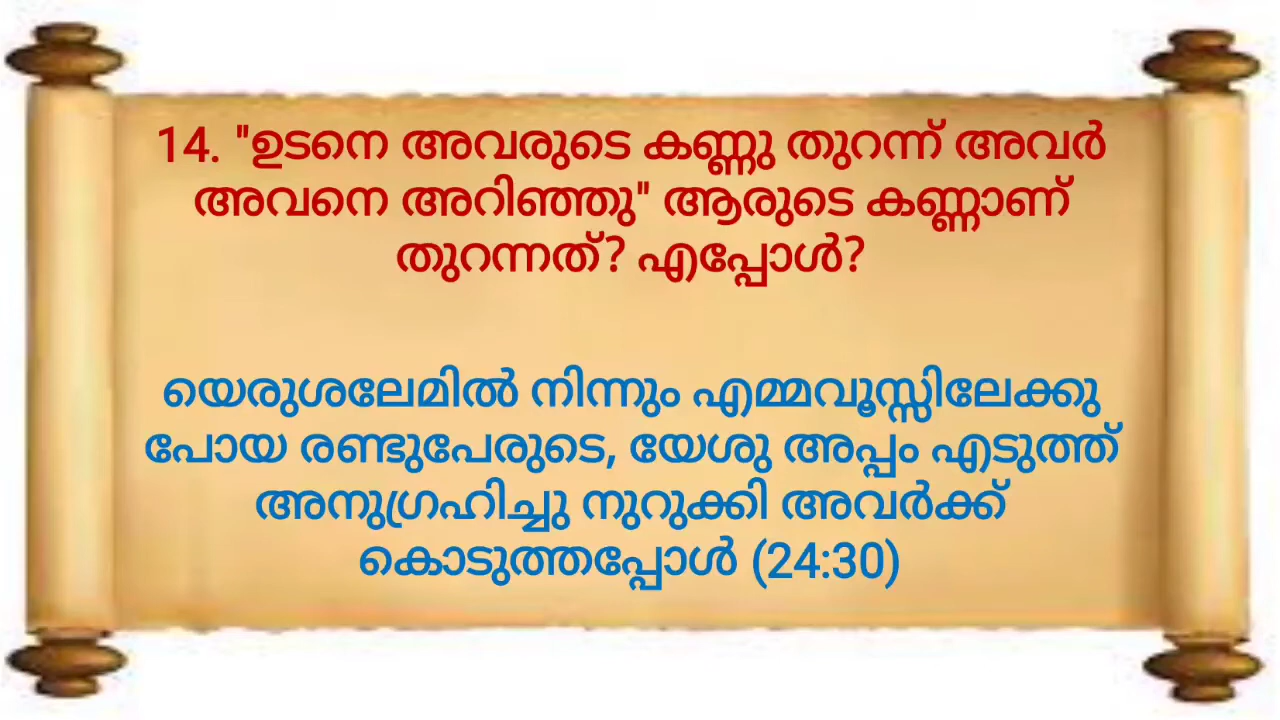 14. "ഉടനെ അവരുടെ കണ്ണു തുറന്ന് അവർ
അവനെ അറിഞ്ഞു" ആരുടെ കണ്ണാണ്
തുറന്നത്? എപ്പോൾ?
യെരുശലേമിൽ നിന്നും എമ്മവൂസ്സിലേക്കു
പോയ രണ്ടുപേരുടെ, യേശു അപ്പം എടുത്ത്
അനുഗ്രഹിച്ചു നുറുക്കി അവർക്ക്
കൊടുത്തപ്പോൾ (24:30)